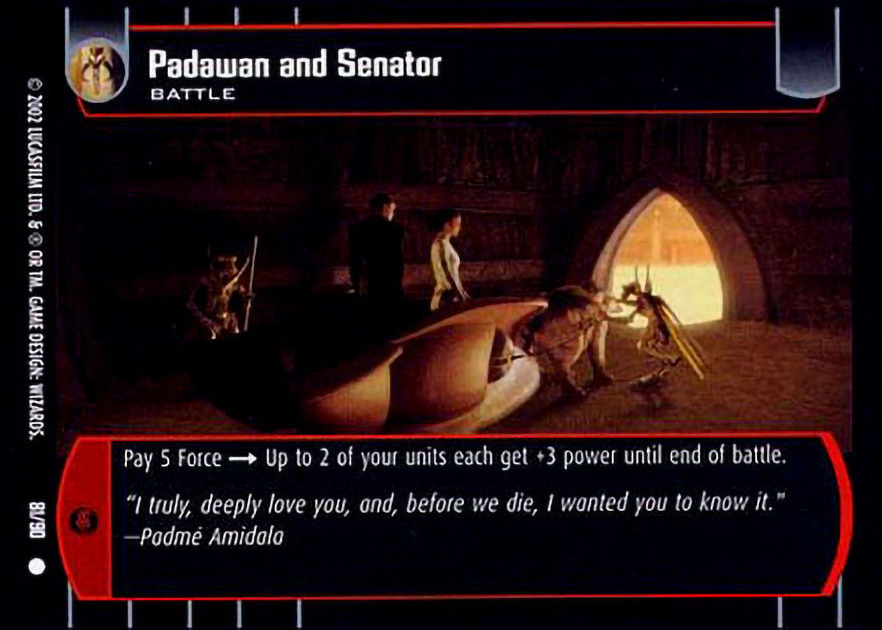 Padawan and Senator
BATTLE
Pay 5 Force → Up to 2 of your units each get +3 power until end of battle.
"I truly, deeply love you, and, before we die, I wanted you to know it."
—Padmé Amidala
© 2002 LUCASFILM LTD. & ® OR TM. GAME DESIGN: WIZARDS.
81/90